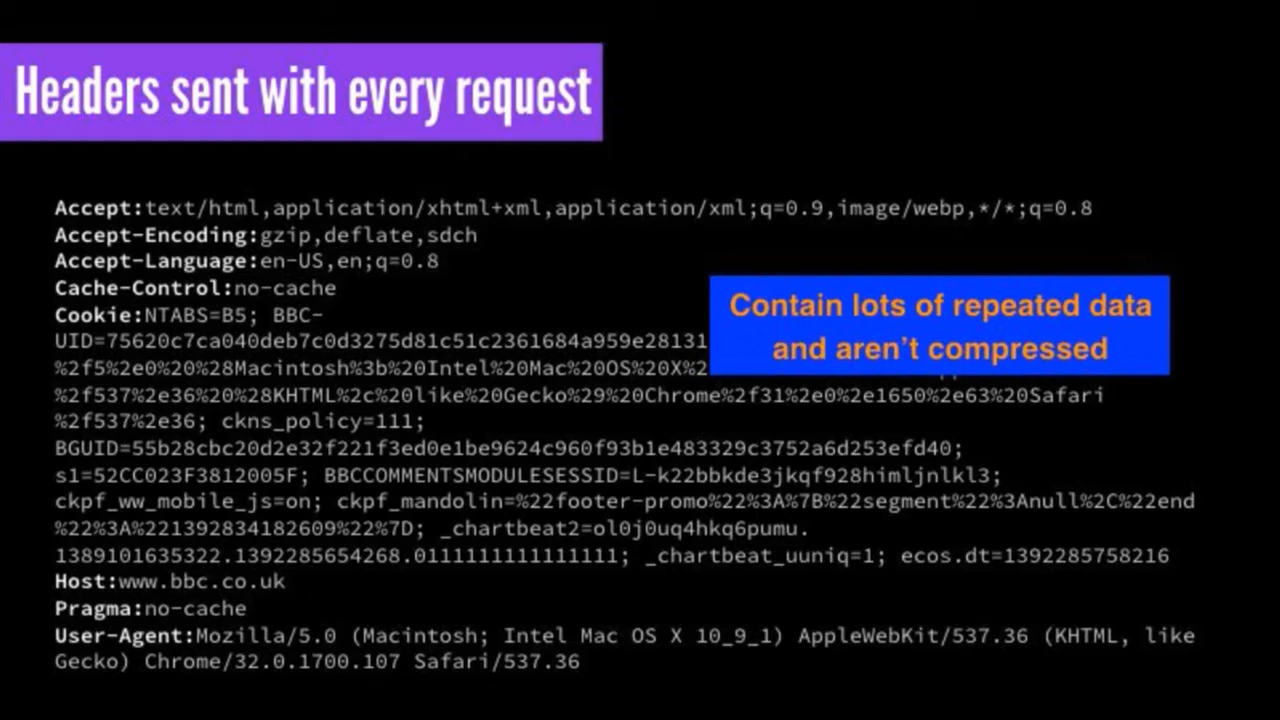 Headers sent with every request
Accept:text/html,application/xhtml+xml,application/xml;q=0.9,image/webp,*/*;q=0.8
Accept-Encoding:gzip,deflate,sdch
Accept-Language:en-US,en;q=0.8
Cache-Control:no-cache
Contain lots of repeated data
and aren't compressed
Cookie:NTABS=B5; BBC-
UID=75620c7ca040deb7c0d3275d81c51c2361684a959e28131
%2f5%2e0%20%28Macintosh%3b%20Intel%20Mac%20OS%20X%2
%2f537%2e36%20%28KHTML%2c%20like%20Gecko%29%20Chrome%2f31%2e0%2e1650%2e63%20Safari
%2f537%2e36; ckns_policy=111;
BGUID=55b28cbc20d2e32f221f3ed0e1be9624c960f93b1e483329c3752a6d253efd40;
s1=52CC023F3812005F; BBCCOMMENTSMODULESESSID=L-k22bbkde3jkqf928himljnlkl3;
ckpf_ww_mobile_js=on; ckpf_mandolin=%22footer-promo%22%3A%7B%22segment%22%3Anull%2C%22end
%22%3A%221392834182609%22%7D; _chartbeat2=ol0j0uq4hkq6pumu.
1389101635322.1392285654268.0111111111111111; _chartbeat_uuniq=1; ecos.dt=1392285758216
Host:www.bbc.co.uk
Pragma:no-cache
User-Agent:Mozilla/5.0 (Macintosh; Intel Mac OS X 10_9_1) AppleWebKit/537.36 (KHTML, like
Gecko) Chrome/32.0.1700.107 Safari/537.36